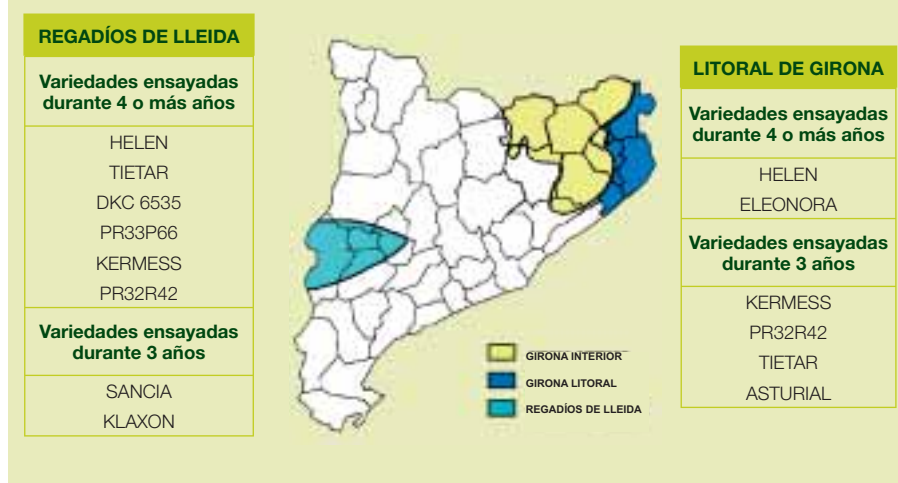 REGADÍOS DE LLEIDA
Variedades ensayadas
durante 4 o más años
HELEN
TIETAR
DKC 6535
PR33P66
KERMESS
PR32R42
Variedades ensayadas
durante 3 años
SANCIA
KLAXON
GIRONA INTERIOR
GIRONA LITORAL
REGADÍOS DE LLEIDA
LITORAL DE GIRONA
Variedades ensayadas
durante 4 o más años
HELEN
ELEONORA
Variedades ensayadas
durante 3 años
KERMESS
PR32R42
TIETAR
ASTURIAL